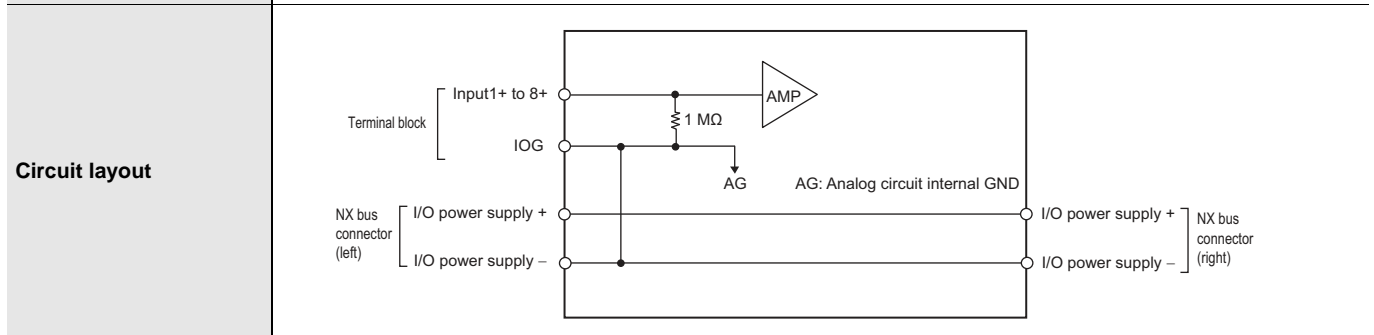 Circuit layout
Terminal block
Input1+ to 8+
AMP
1 MΩ
IOG
AG
AG: Analog circuit internal GND
NX bus
connector
(left)
I/O power supply +
I/O power supply –
I/O power supply +
I/O power supply –
NX bus
connector
(right)